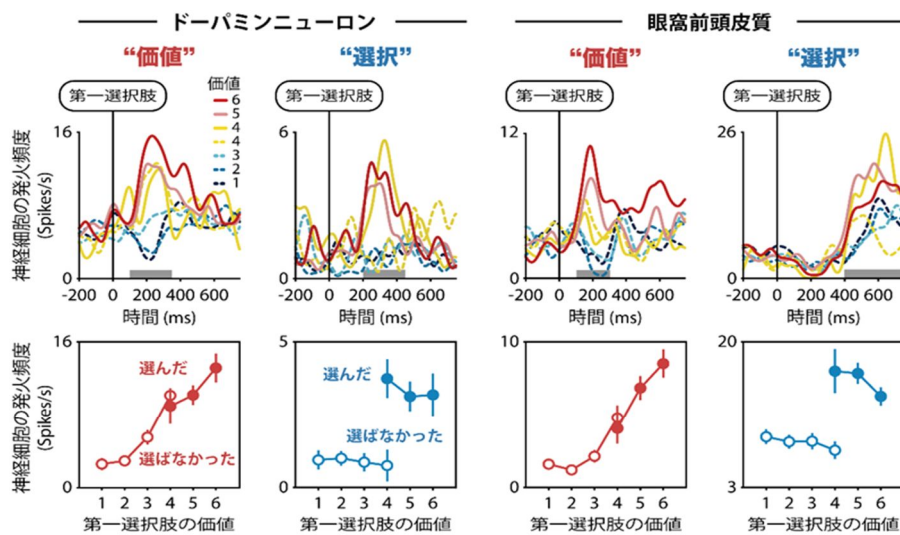 ドーパミンニューロン
眼窩前頭皮質
“価値”
“選択”
“価値”
“選択”
第一選択肢
価値
6
5
4
4
3
2
1
第一選択肢
第一選択肢
第一選択肢
神経細胞の発火頻度
(Spikes/s)
16
0
-200 0 200 400 600
時間 (ms)
6
0
-200 0 200 400 600
時間 (ms)
12
0
-200 0 200 400 600
時間 (ms)
26
0
-200 0 200 400 600
時間 (ms)
神経細胞の発火頻度
(Spikes/s)
16
0
選んだ
選ばなかった
1 2 3 4 5 6
第一選択肢の価値
5
0
選んだ
選ばなかった
1 2 3 4 5 6
第一選択肢の価値
10
0
1 2 3 4 5 6
第一選択肢の価値
20
3
1 2 3 4 5 6
第一選択肢の価値